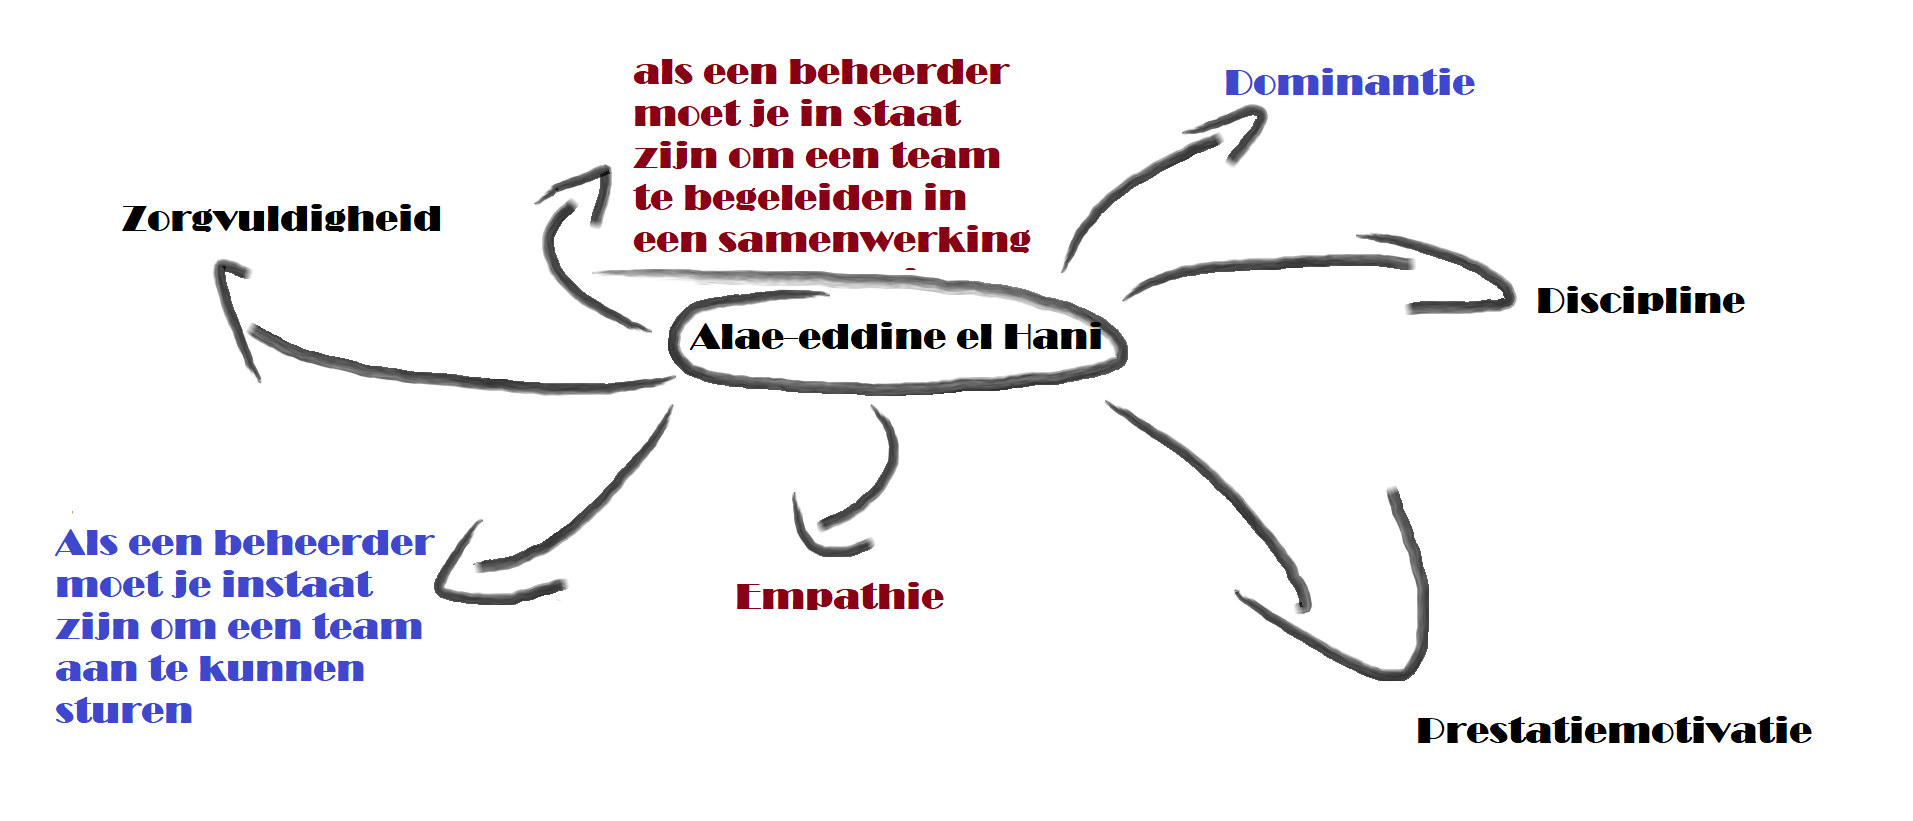 als een beheerder
moet je in staat
zijn om een team
te begeleiden in
een samenwerking
Dominantie
Zorgvuldigheid
Discipline
Alae-eddine el Hani
Als een beheerder
moet je instaat
zijn om een team
aan te kunnen
sturen
Empathie
Prestatiemotivatie